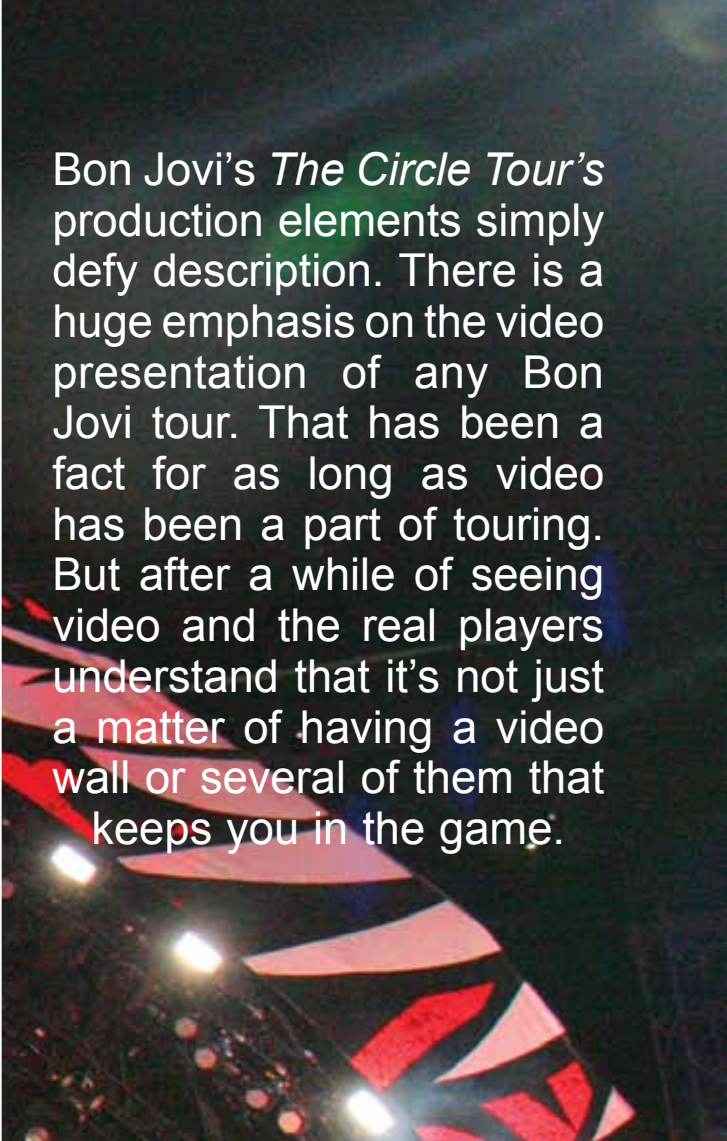 Bon Jovi’s The Circle Tour’s
production elements simply
defy description. There is a
huge emphasis on the video
presentation of any Bon
Jovi tour. That has been a
fact for as long as video
has been a part of touring.
But after a while of seeing
video and the real players
understand that it’s not just
a matter of having a video
wall or several of them that
keeps you in the game.